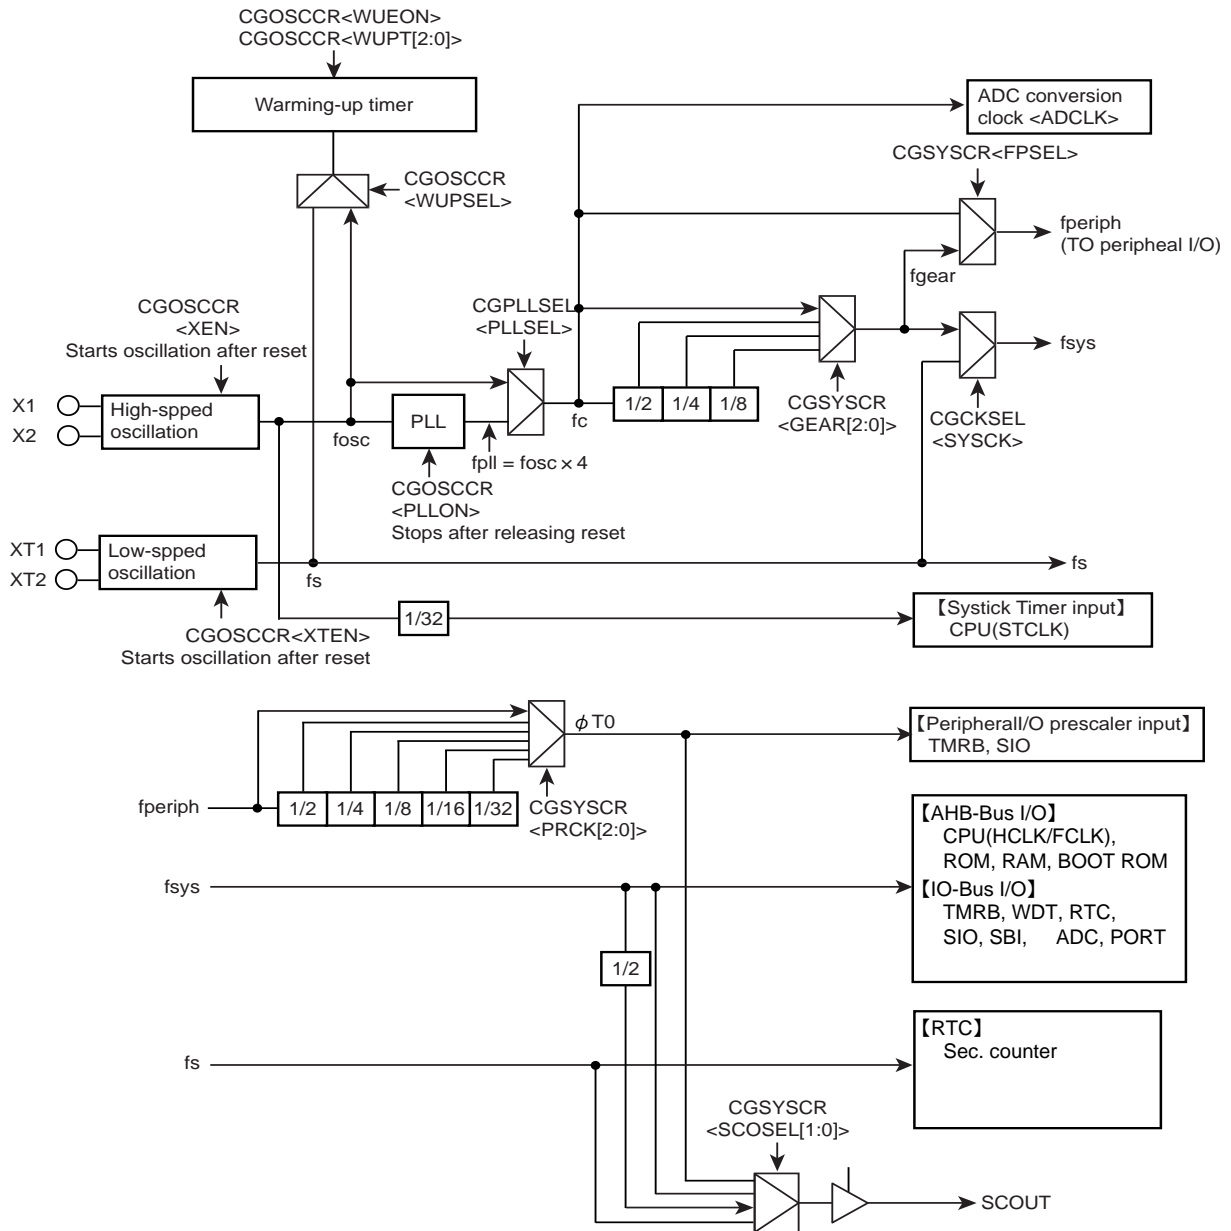 CGOSCCR<WUEON>
CGOSCCR<WUPT[2:0]>
Warming-up timer
ADC conversion
clock <ADCLK>
CGSYSCR<FPSEL>
CGOSCCR
<WUPSEL>
fperiph
(TO peripheal I/O)
fgear
CGOSCCR
<XEN>
Starts oscillation after reset
CGPLLSEL
<PLLSEL>
fsys
X1
X2
High-spped
oscillation
fosc
PLL
fpll = fosc × 4
fc
1/2
1/4
1/8
CGSYSCR
<GEAR[2:0]>
CGCKSEL
<SYSCK>
CGOSCCR
<PLLON>
Stops after releasing reset
XT1
XT2
Low-spped
oscillation
fs
fs
1/32
【Systick Timer input】
CPU(STCLK)
CGOSCCR<XTEN>
Starts oscillation after reset
ϕT0
【PeripheralI/O prescaler input】
TMRB, SIO
fperiph
1/2
1/4
1/8
1/16
1/32
CGSYSCR
<PRCK[2:0]>
【AHB-Bus I/O】
CPU(HCLK/FCLK),
ROM, RAM, BOOT ROM
fsys
【IO-Bus I/O】
TMRB, WDT, RTC,
SIO, SBI, ADC, PORT
1/2
【RTC】
Sec. counter
fs
CGSYSCR
<SCOSEL[1:0]>
SCOUT